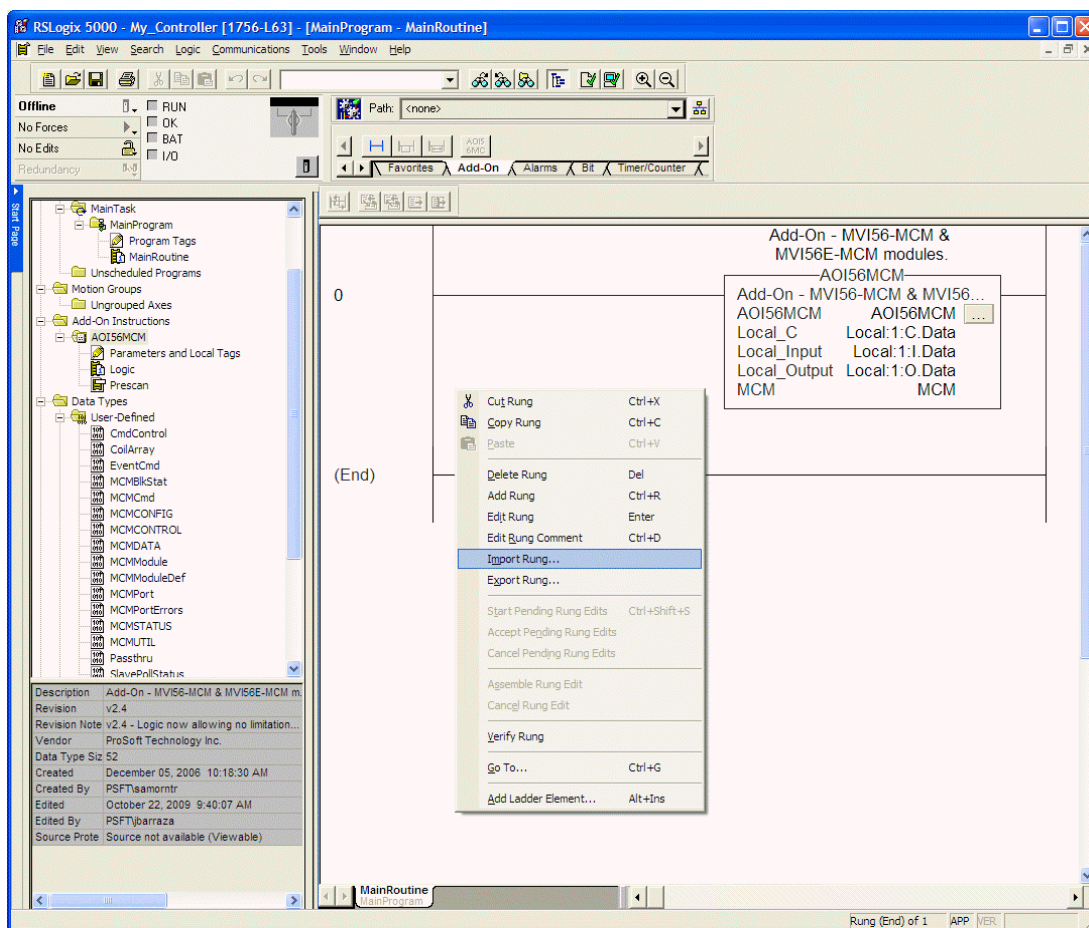 RSLogix 5000 - My_Controller [1756-L63] - [MainProgram - MainRoutine]
File Edit View Search Logic Communications Tools Window Help
Offline
RUN
No Forces
OK
No Edits
BAT
Redundancy
I/O
Path: <none>
AOI5
6MC
Favorites Add-On Alarms Bit Timer/Counter
Start Page
MainTask
MainProgram
Program Tags
MainRoutine
Unscheduled Programs
Motion Groups
Ungrouped Axes
Add-On Instructions
AOI56MCM
Parameters and Local Tags
Logic
Prescan
Data Types
User-Defined
CmdControl
CoilArray
EventCmd
MCMBlkStat
MCMCmd
MCMCONFIG
MCMCONTROL
MCMDATA
MCMModule
MCMModuleDef
MCMPort
MCMPortErrors
MCMSTATUS
MCMUTIL
Passthru
SlavePollStatus
Description Add-On - MVI56-MCM & MVI56E-MCM m.
Revision v2.4
Revision Note v2.4 - Logic now allowing no limitation...
Vendor ProSoft Technology Inc.
Data Type Siz 52
Created December 05, 2006 10:18:30 AM
Created By PSFT\samorntr
Edited October 22, 2009 9:40:07 AM
Edited By PSFT\jbarraza
Source Prote Source not available (Viewable)
Add-On - MVI56-MCM &
MVI56E-MCM modules.
AOI56MCM
0
Add-On - MVI56-MCM & MVI56...
AOI56MCM AOI56MCM ...
Local_C Local:1:C.Data
Local_Input Local:1:I.Data
Local_Output Local:1:O.Data
MCM MCM
(End)
Cut Rung Ctrl+X
Copy Rung Ctrl+C
Paste Ctrl+V
Delete Rung Del
Add Rung Ctrl+R
Edit Rung Enter
Edit Rung Comment Ctrl+D
Import Rung...
Export Rung...
Start Pending Rung Edits Ctrl+Shift+S
Accept Pending Rung Edits
Cancel Pending Rung Edits
Assemble Rung Edit
Cancel Rung Edit
Verify Rung
Go To... Ctrl+G
Add Ladder Element... Alt+Ins
MainRoutine
MainProgram
Rung (End) of 1 APP VER